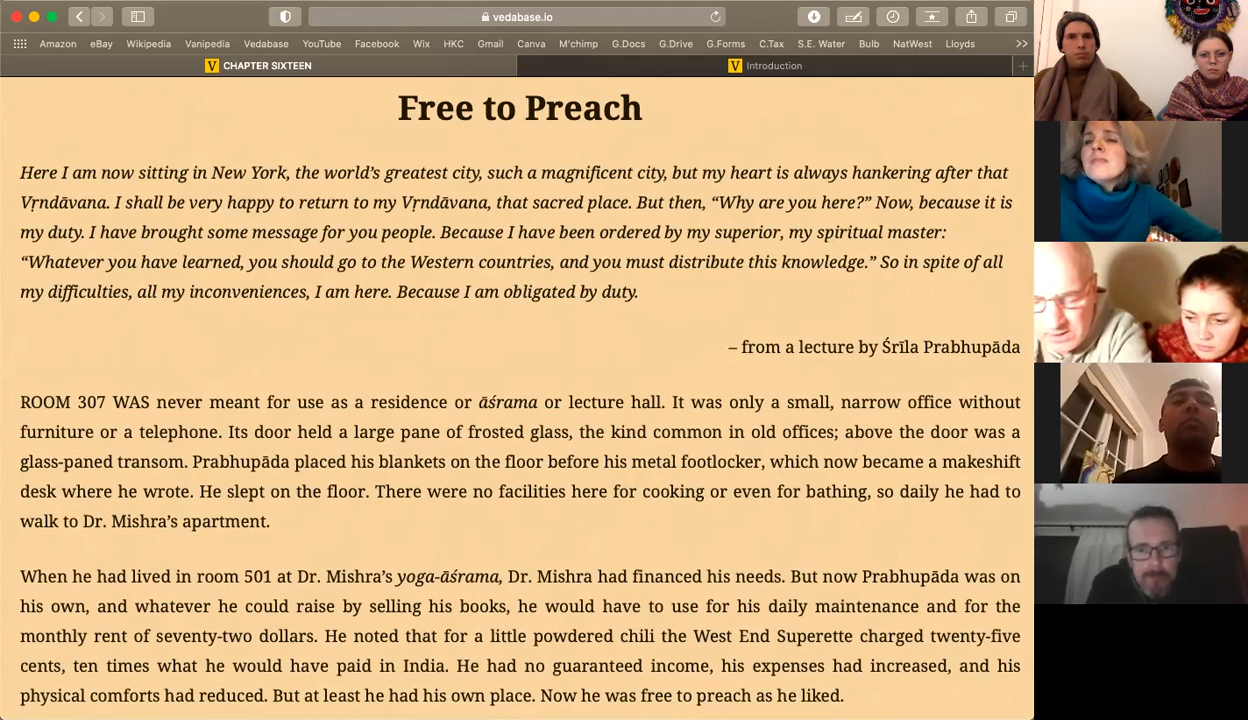 vedabase.io
Amazon eBay Wikipedia Vanipedia Vedabase YouTube Facebook Wix HKC Gmail Canva M'chimp G.Docs G.Drive G.Forms C.Tax S.E. Water Bulb NatWest Lloyds
V CHAPTER SIXTEEN V Introduction
Free to Preach
Here I am now sitting in New York, the world’s greatest city, such a magnificent city, but my heart is always hankering after that
Vṛndāvana. I shall be very happy to return to my Vṛndāvana, that sacred place. But then, “Why are you here?” Now, because it is
my duty. I have brought some message for you people. Because I have been ordered by my superior, my spiritual master:
“Whatever you have learned, you should go to the Western countries, and you must distribute this knowledge.” So in spite of all
my difficulties, all my inconveniences, I am here. Because I am obligated by duty.
– from a lecture by Śrīla Prabhupāda
ROOM 307 WAS never meant for use as a residence or āśrama or lecture hall. It was only a small, narrow office without
furniture or a telephone. Its door held a large pane of frosted glass, the kind common in old offices; above the door was a
glass-paned transom. Prabhupāda placed his blankets on the floor before his metal footlocker, which now became a makeshift
desk where he wrote. He slept on the floor. There were no facilities here for cooking or even for bathing, so daily he had to
walk to Dr. Mishra’s apartment.
When he had lived in room 501 at Dr. Mishra’s yoga-āśrama, Dr. Mishra had financed his needs. But now Prabhupāda was on
his own, and whatever he could raise by selling his books, he would have to use for his daily maintenance and for the
monthly rent of seventy-two dollars. He noted that for a little powdered chili the West End Superette charged twenty-five
cents, ten times what he would have paid in India. He had no guaranteed income, his expenses had increased, and his
physical comforts had reduced. But at least he had his own place. Now he was free to preach as he liked.